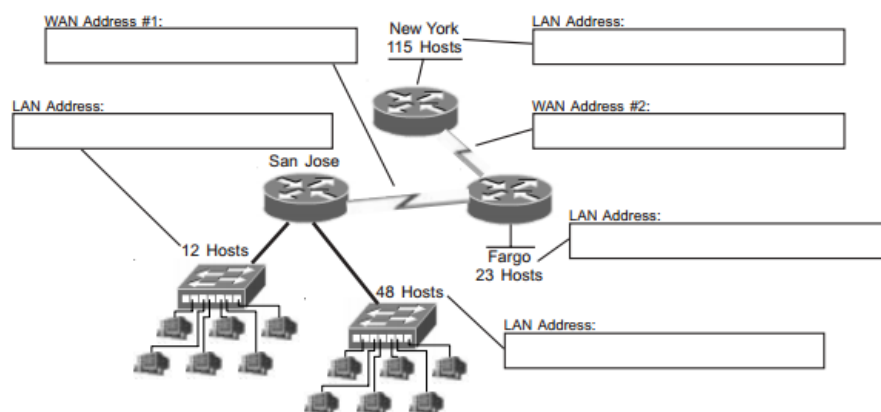 WAN Address #1:
New York
115 Hosts
LAN Address:
LAN Address:
WAN Address #2:
San Jose
LAN Address:
12 Hosts
Fargo
23 Hosts
48 Hosts
LAN Address: